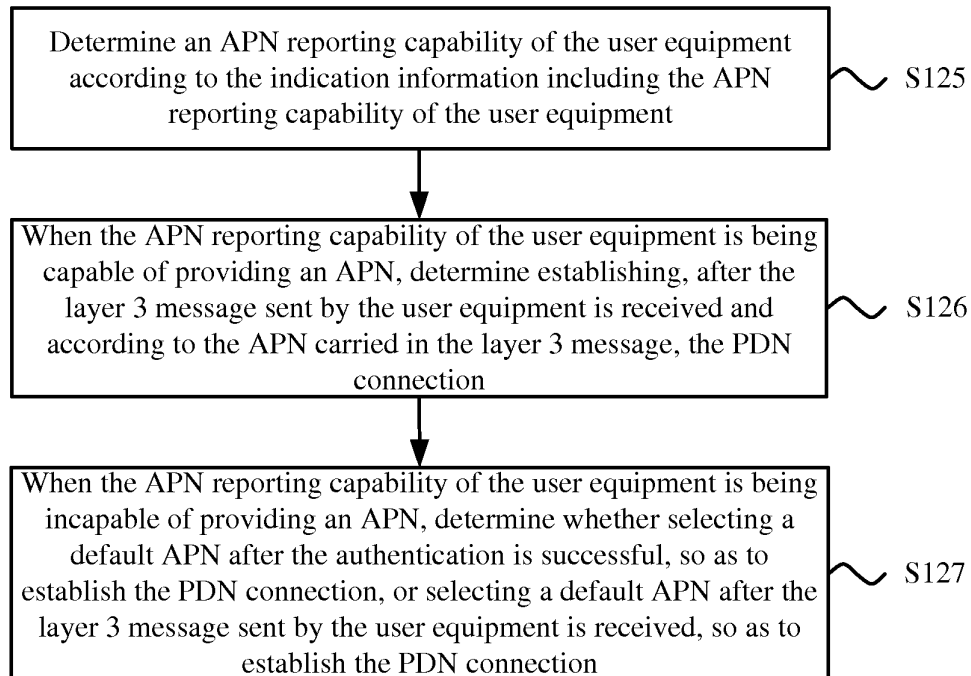 Determine an APN reporting capability of the user equipment
according to the indication information including the APN
reporting capability of the user equipment
S125
When the APN reporting capability of the user equipment is being
capable of providing an APN, determine establishing, after the
layer 3 message sent by the user equipment is received and
according to the APN carried in the layer 3 message, the PDN
connection
S126
When the APN reporting capability of the user equipment is being
incapable of providing an APN, determine whether selecting a
default APN after the authentication is successful, so as to
establish the PDN connection, or selecting a default APN after the
layer 3 message sent by the user equipment is received, so as to
establish the PDN connection
S127